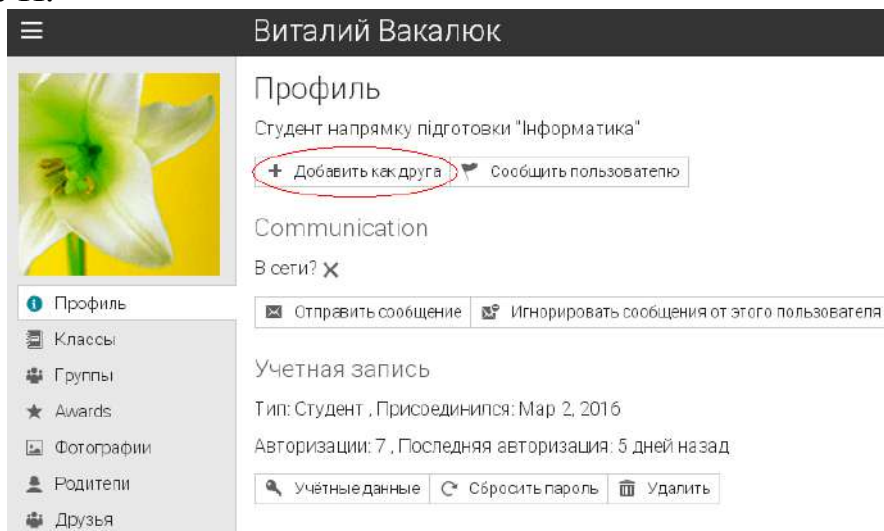 Виталий Вакалюк
Профиль
Студент напрямку підготовки "Інформатика"
+ Добавить как друга Сообщить пользователю
Communication
В сети?
Отправить сообщение Игнорировать сообщения от этого пользователя
Профиль
Классы
Группы
Awards
Фотографии
Родители
Друзья
Учетная запись
Тип: Студент , Присоединился: Мар 2, 2016
Авторизации: 7 , Последняя авторизация: 5 дней назад
Учётные данные Сбросить пароль Удалить